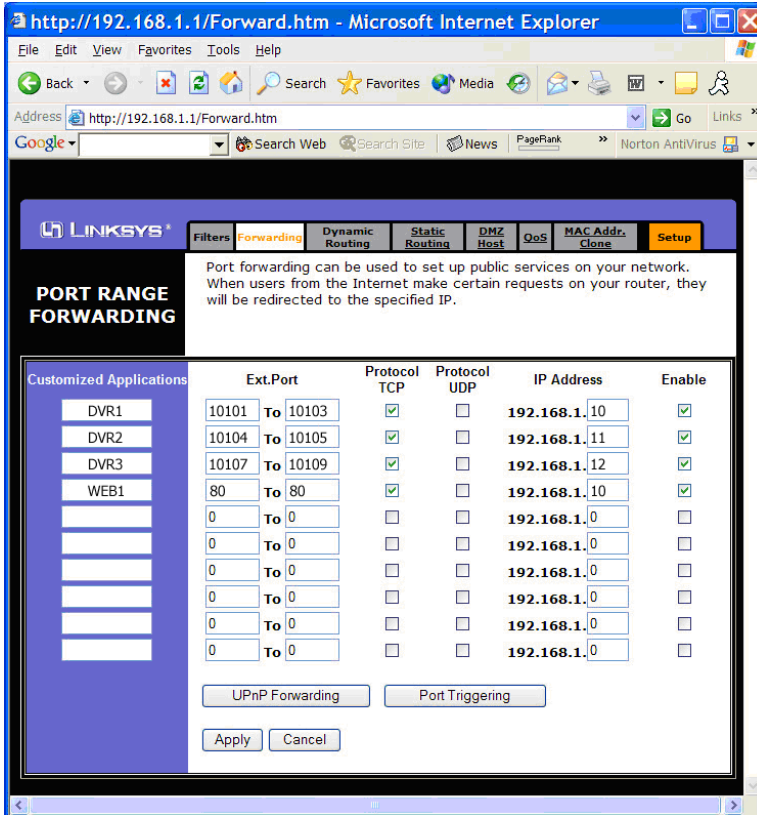 http://192.168.1.1/Forward.htm - Microsoft Internet Explorer
File Edit View Favorites Tools Help
Back Search Favorites Media
Address http://192.168.1.1/Forward.htm Go Links »
Google Search Web Search Site News PageRank » Norton AntiVirus
LINKSYS® Filters Forwarding Dynamic Routing Static Routing DMZ Host QoS MAC Addr. Clone Setup
PORT RANGE FORWARDING
Port forwarding can be used to set up public services on your network.
When users from the Internet make certain requests on your router, they
will be redirected to the specified IP.
Customized Applications Ext.Port Protocol TCP Protocol UDP IP Address Enable
DVR1 10101 To 10103 192.168.1. 10
DVR2 10104 To 10105 192.168.1. 11
DVR3 10107 To 10109 192.168.1. 12
WEB1 80 To 80 192.168.1. 10
0 To 0 192.168.1. 0
0 To 0 192.168.1. 0
0 To 0 192.168.1. 0
0 To 0 192.168.1. 0
0 To 0 192.168.1. 0
0 To 0 192.168.1. 0
UPnP Forwarding Port Triggering
Apply Cancel